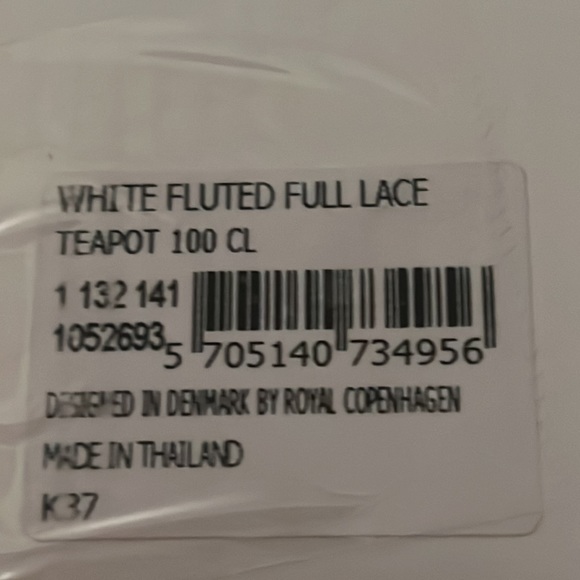 WHITE FLUTED FULL LACE
TEAPOT 100 CL
1 132 141
1052693
5 705140 734956
DESIGNED IN DENMARK BY ROYAL COPENHAGEN
MADE IN THAILAND
K37